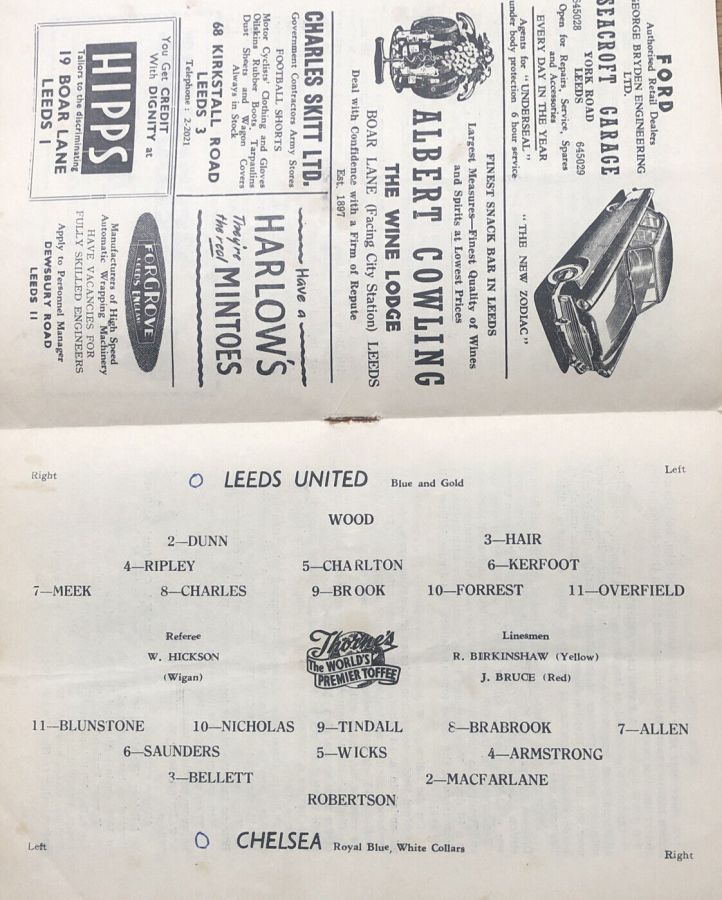 FORD
Authorised Retail Dealers
GEORGE BRYDEN ENGINEERING
LTD.
SEACROFT GARAGE
YORK ROAD
LEEDS
645028 645029
Open for Repairs, Service, Spares
and Accessories
EVERY DAY IN THE YEAR
Agents for "UNDERSEAL"
under body protection 6 hour service
"THE NEW ZODIAC"
FINEST SNACK BAR IN LEEDS
Largest Measures—Finest Quality of Wines
and Spirits at Lowest Prices
ALBERT COWLING
THE WINE LODGE
BOAR LANE (Facing City Station) LEEDS
Deal with Confidence with a Firm of Repute
Est. 1897
CHARLES SKITT LTD.
Government Contractors Army Stores
FOOTBALL SHORTS
Motor Cyclists' Clothing and Gloves
Oilskins Rubber Boots, Tarpaulins
Dust Sheets and Wagon Covers
Always in Stock
68 KIRKSTALL ROAD
LEEDS 3
Telephone: 2-2021
Have a
HARLOW'S
They're
the real MINTOES
You Get CREDIT
With DIGNITY at
HIPPS
Tailors to the discriminating
19 BOAR LANE
LEEDS 1
FORGROVE
LEEDS ENGLAND
Manufacturers of High Speed
Automatic Wrapping Machinery
HAVE VACANCIES FOR
FULLY SKILLED ENGINEERS
Apply to Personnel Manager
DEWSBURY ROAD
LEEDS 11
Right Left
0 LEEDS UNITED Blue and Gold
WOOD
2—DUNN 3—HAIR
4—RIPLEY 5—CHARLTON 6—KERFOOT
7—MEEK 8—CHARLES 9—BROOK 10—FORREST 11—OVERFIELD
Referee Linesmen
W. HICKSON R. BIRKINSHAW (Yellow)
(Wigan) J. BRUCE (Red)
Thorne's
The WORLD'S
PREMIER TOFFEE
11—BLUNSTONE 10—NICHOLAS 9—TINDALL 8—BRABROOK 7—ALLEN
6—SAUNDERS 5—WICKS 4—ARMSTRONG
3—BELLETT 2—MACFARLANE
ROBERTSON
0 CHELSEA Royal Blue, White Collars
Left Right